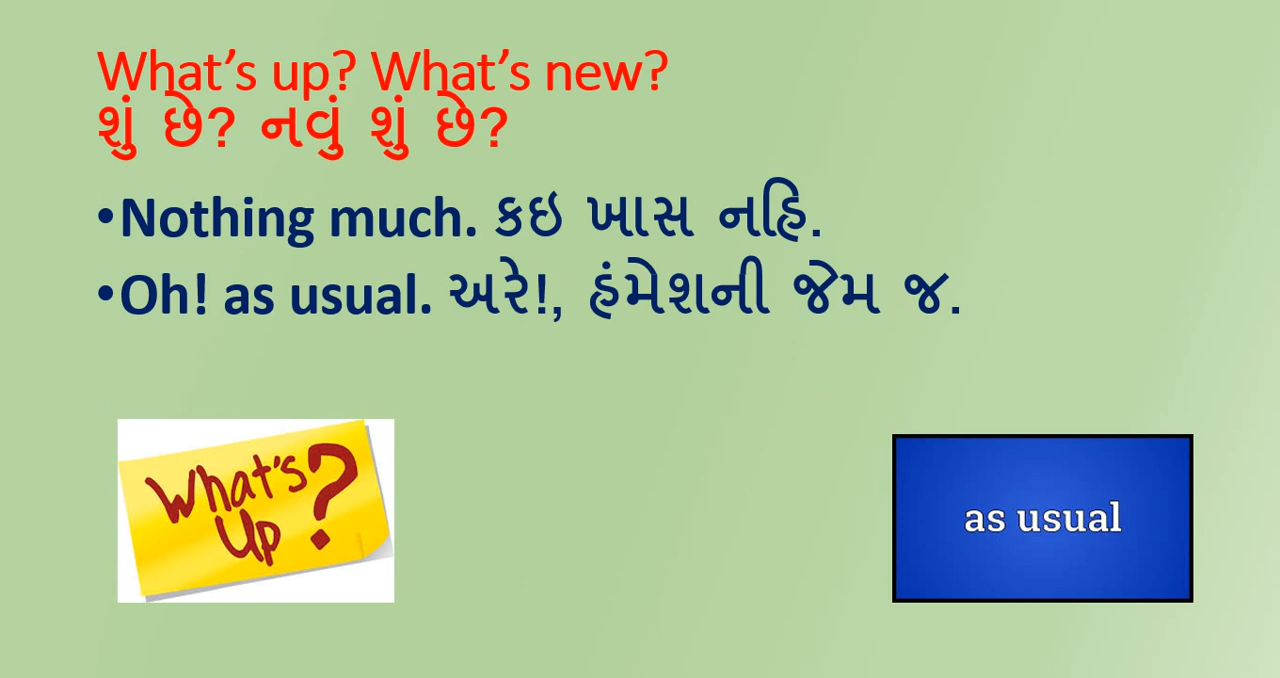 What’s up? What’s new?
શું છે? નવું શું છે?
•Nothing much. કઇ ખાસ નહિ.
•Oh! as usual. અરે!, હંમેશની જેમ જ.
What's
Up ?
as usual